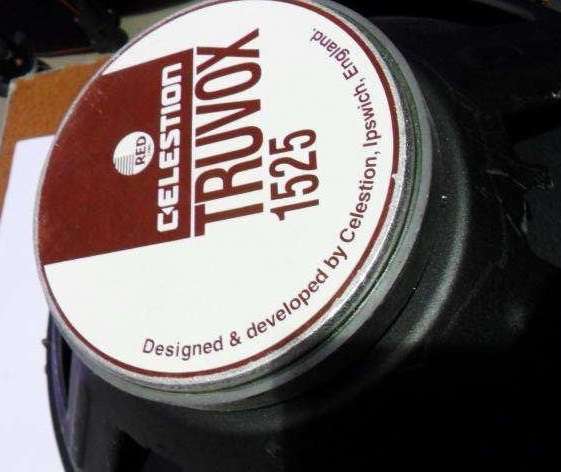 RED
CELESTION
TRUVOX
1525
Designed & developed by Celestion, Ipswich, England.